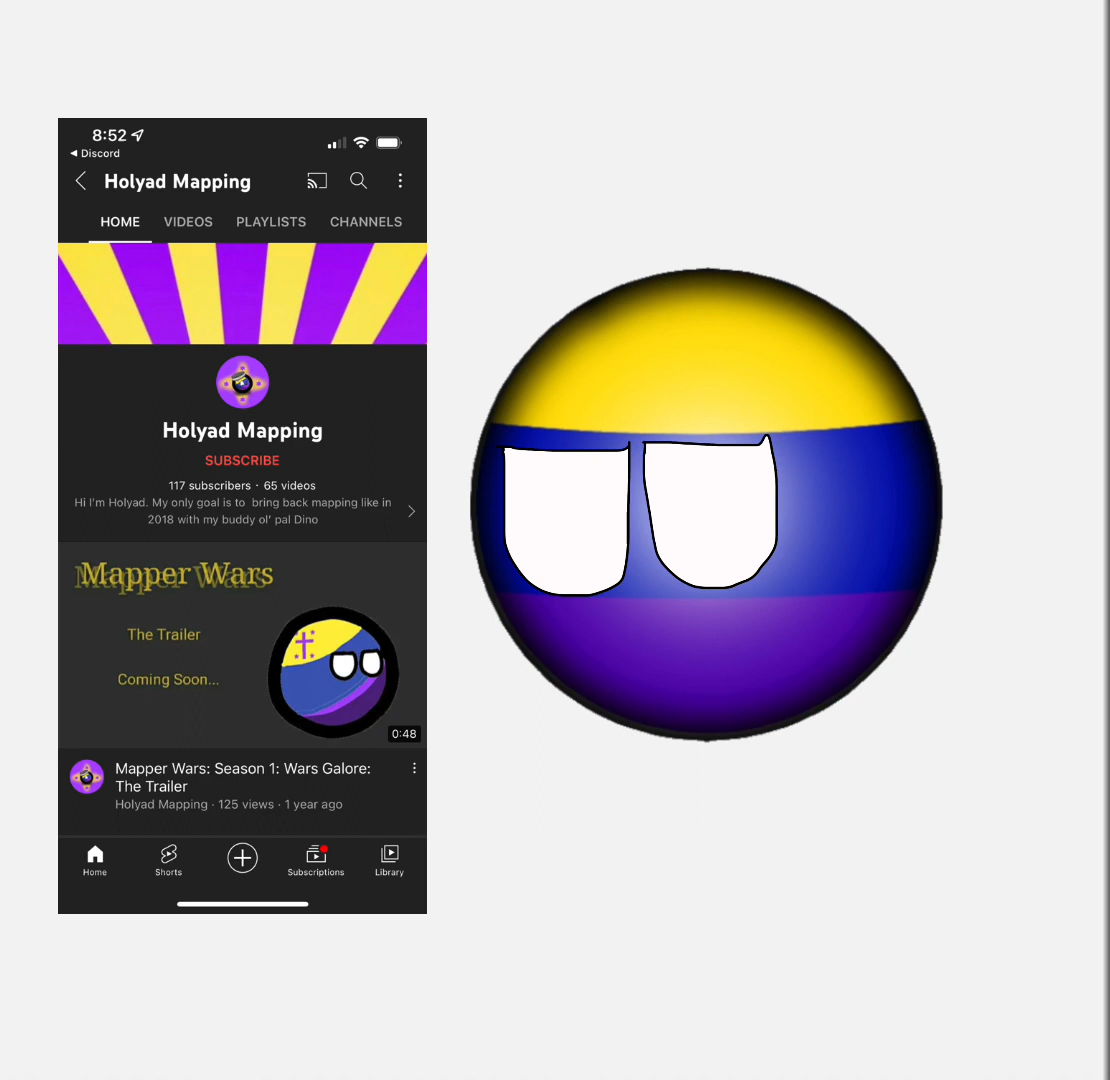 8:52
◀ Discord
Holyad Mapping
HOME VIDEOS PLAYLISTS CHANNELS
Holyad Mapping
SUBSCRIBE
117 subscribers · 65 videos
Hi I'm Holyad. My only goal is to bring back mapping like in
2018 with my buddy ol' pal Dino
Mapper Wars
The Trailer
Coming Soon...
0:48
Mapper Wars: Season 1: Wars Galore:
The Trailer
Holyad Mapping · 125 views · 1 year ago
Home Shorts Subscriptions Library